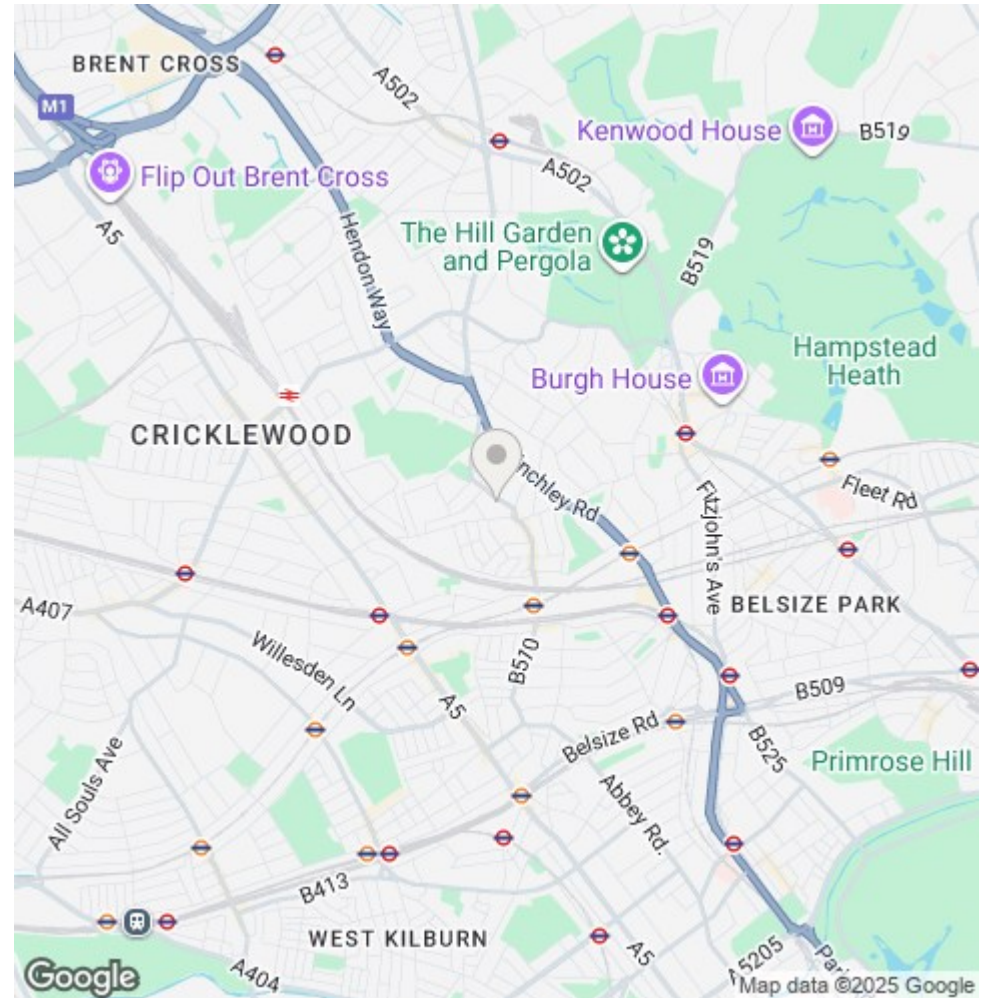 BRENT CROSS
M1
A502
Kenwood House
B519
Flip Out Brent Cross
A502
A5
Hendon Way
The Hill Garden
and Pergola
B519
Hampstead
Heath
Burgh House
CRICKLEWOOD
inchley Rd
Fleet Rd
Fitzjohn's Ave
A407
BELSIZE PARK
Willesden Ln
B570
A5
B509
Belsize Rd
B525
Primrose Hill
All Souls Ave
Abbey Rd.
B413
WEST KILBURN
A5
A5205
Par
A404
Google
Map data ©2025 Google